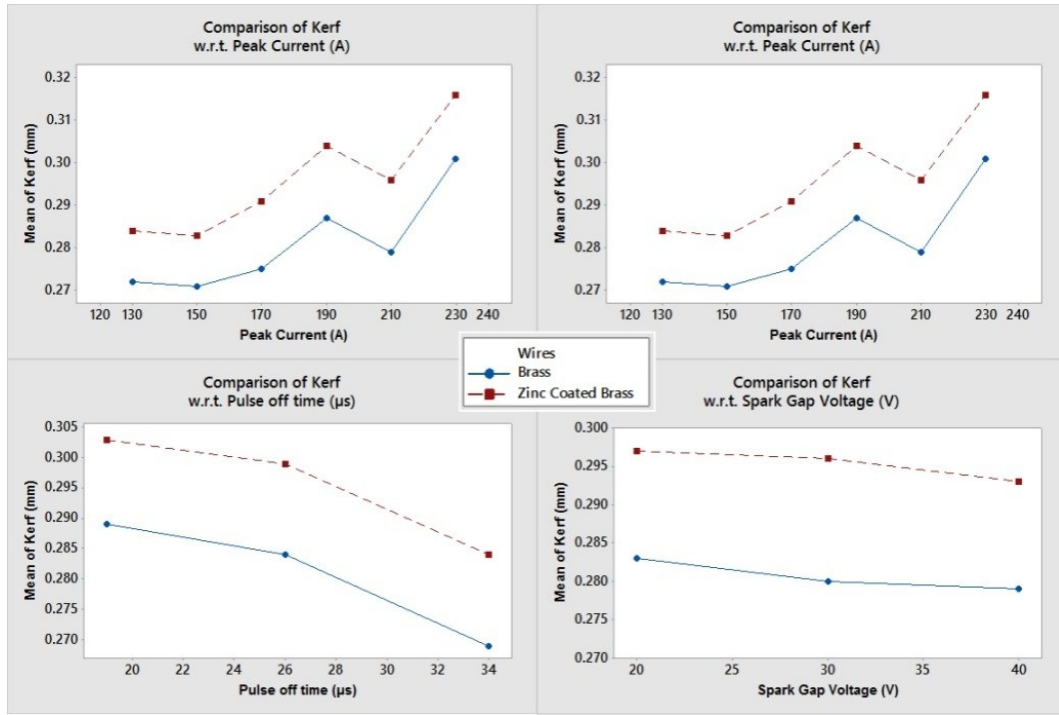 Comparison of Kerf
w.r.t. Peak Current (A)
Mean of Kerf (mm)
0.32
0.31
0.30
0.29
0.28
0.27
120 130 150 170 190 210 230 240
Peak Current (A)
Comparison of Kerf
w.r.t. Peak Current (A)
Mean of Kerf (mm)
0.32
0.31
0.30
0.29
0.28
0.27
120 130 150 170 190 210 230 240
Peak Current (A)
Wires
Brass
Zinc Coated Brass
Comparison of Kerf
w.r.t. Pulse off time (µs)
Mean of Kerf (mm)
0.305
0.300
0.295
0.290
0.285
0.280
0.275
0.270
20 22 24 26 28 30 32 34
Pulse off time (µs)
Comparison of Kerf
w.r.t. Spark Gap Voltage (V)
Mean of Kerf (mm)
0.300
0.295
0.290
0.285
0.280
0.275
0.270
20 25 30 35 40
Spark Gap Voltage (V)